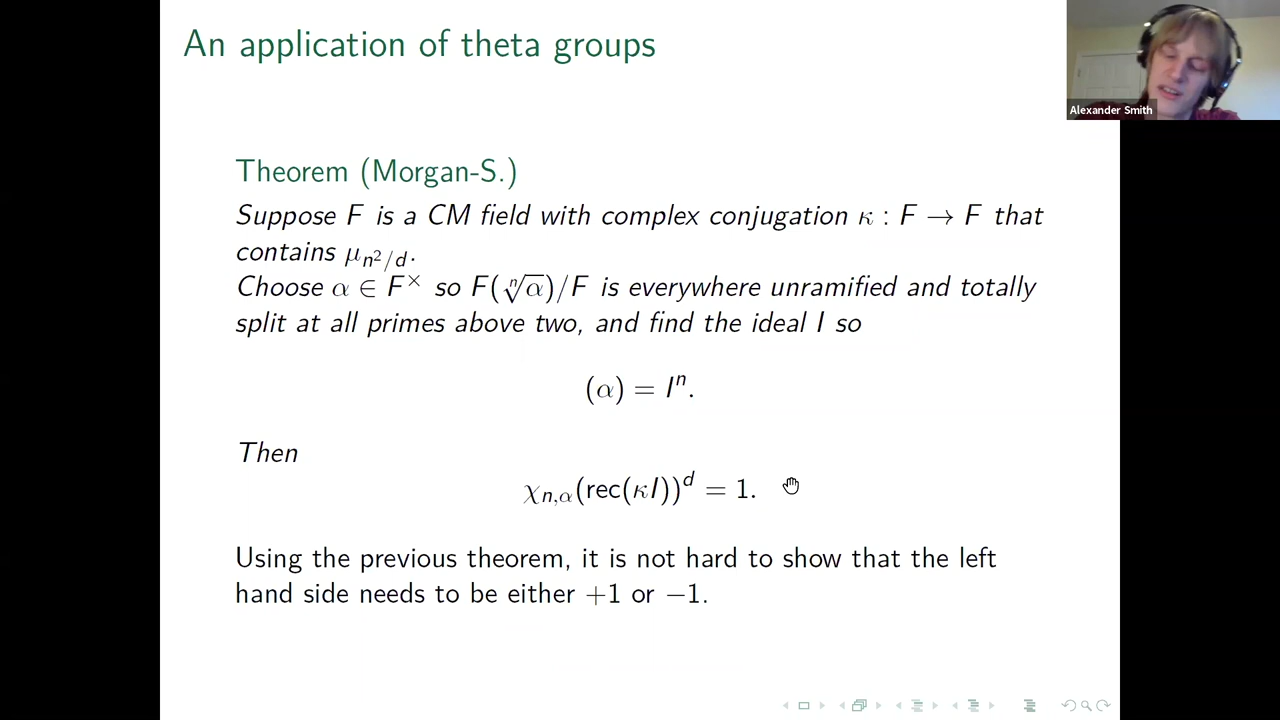 An application of theta groups
Alexander Smith
Theorem (Morgan-S.)
Suppose F is a CM field with complex conjugation κ : F → F that
contains μ_{n²/d}.
Choose α ∈ F^× so F(ⁿ√α)/F is everywhere unramified and totally
split at all primes above two, and find the ideal I so
(α) = Iⁿ.
Then
χ_{n,α}(rec(κI))^d = 1.
Using the previous theorem, it is not hard to show that the left
hand side needs to be either +1 or −1.